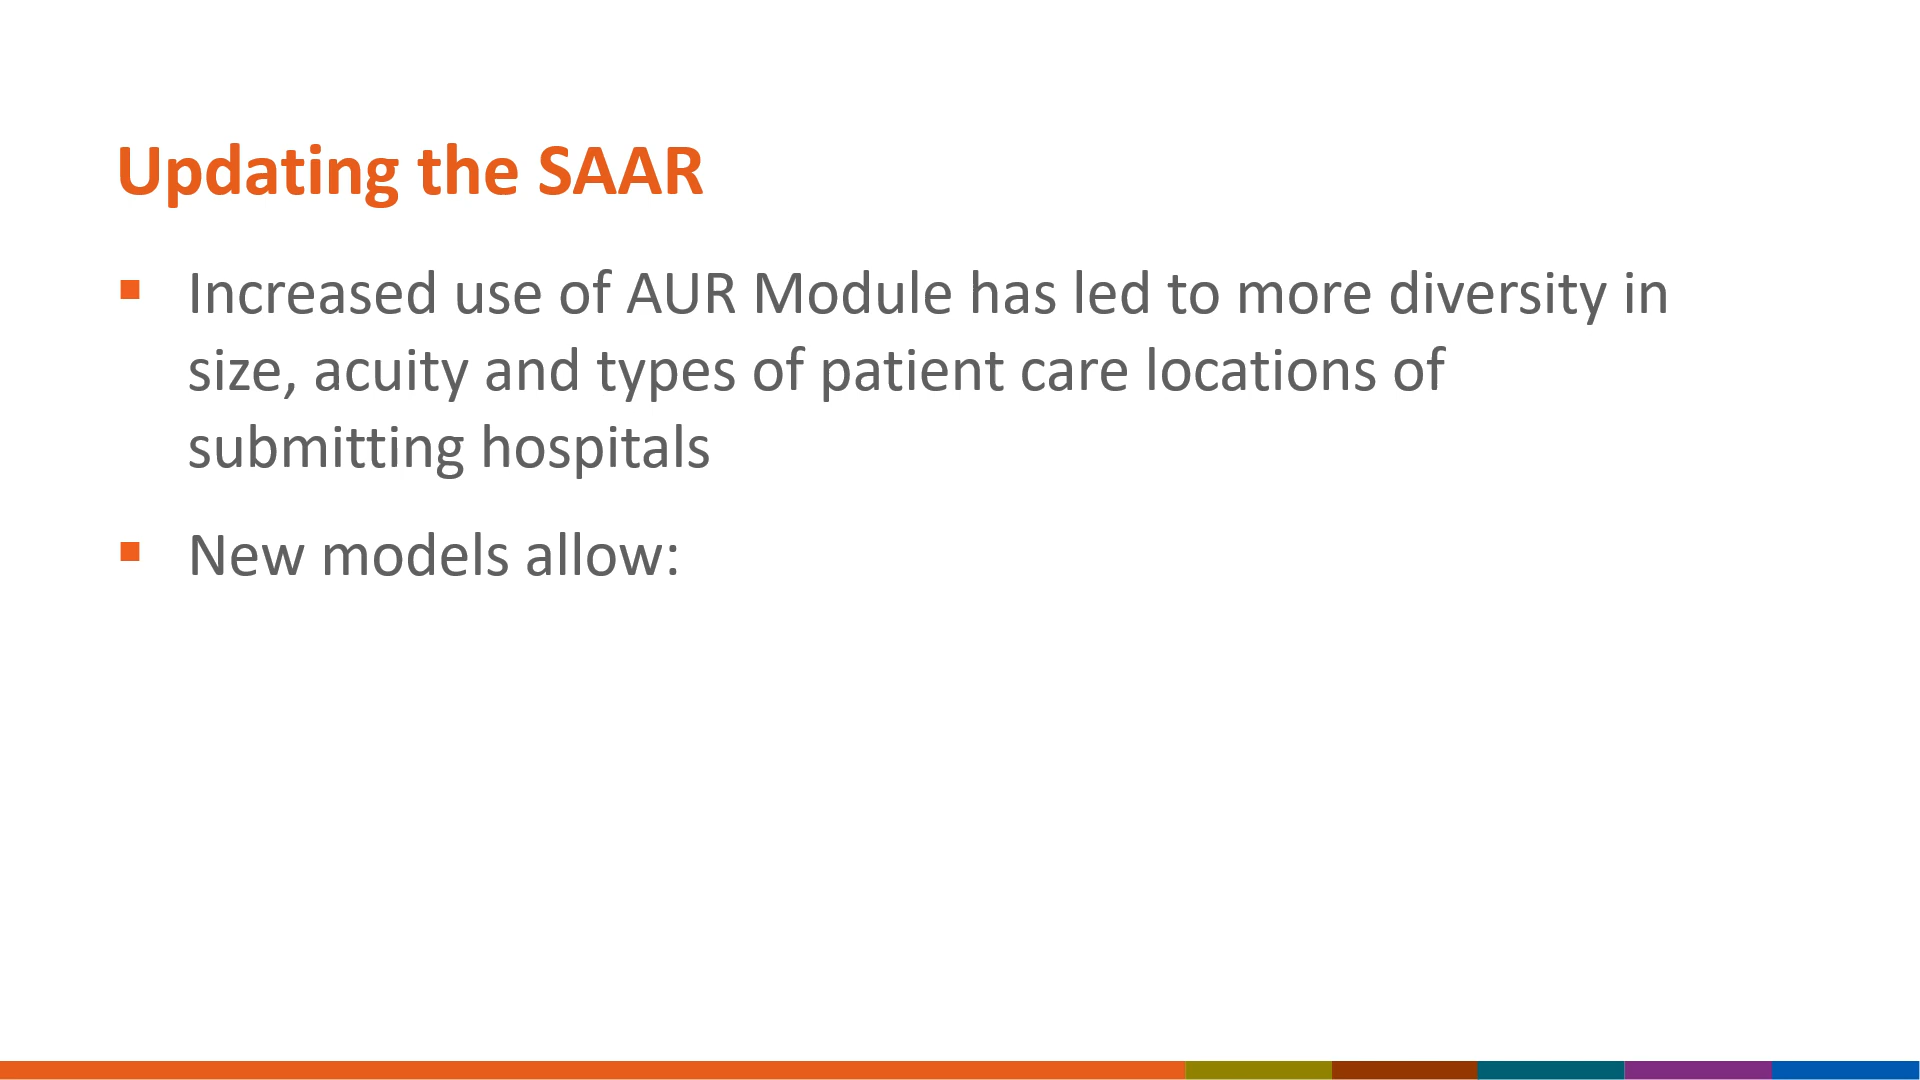 Updating the SAAR
▪ Increased use of AUR Module has led to more diversity in
size, acuity and types of patient care locations of
submitting hospitals
▪ New models allow: